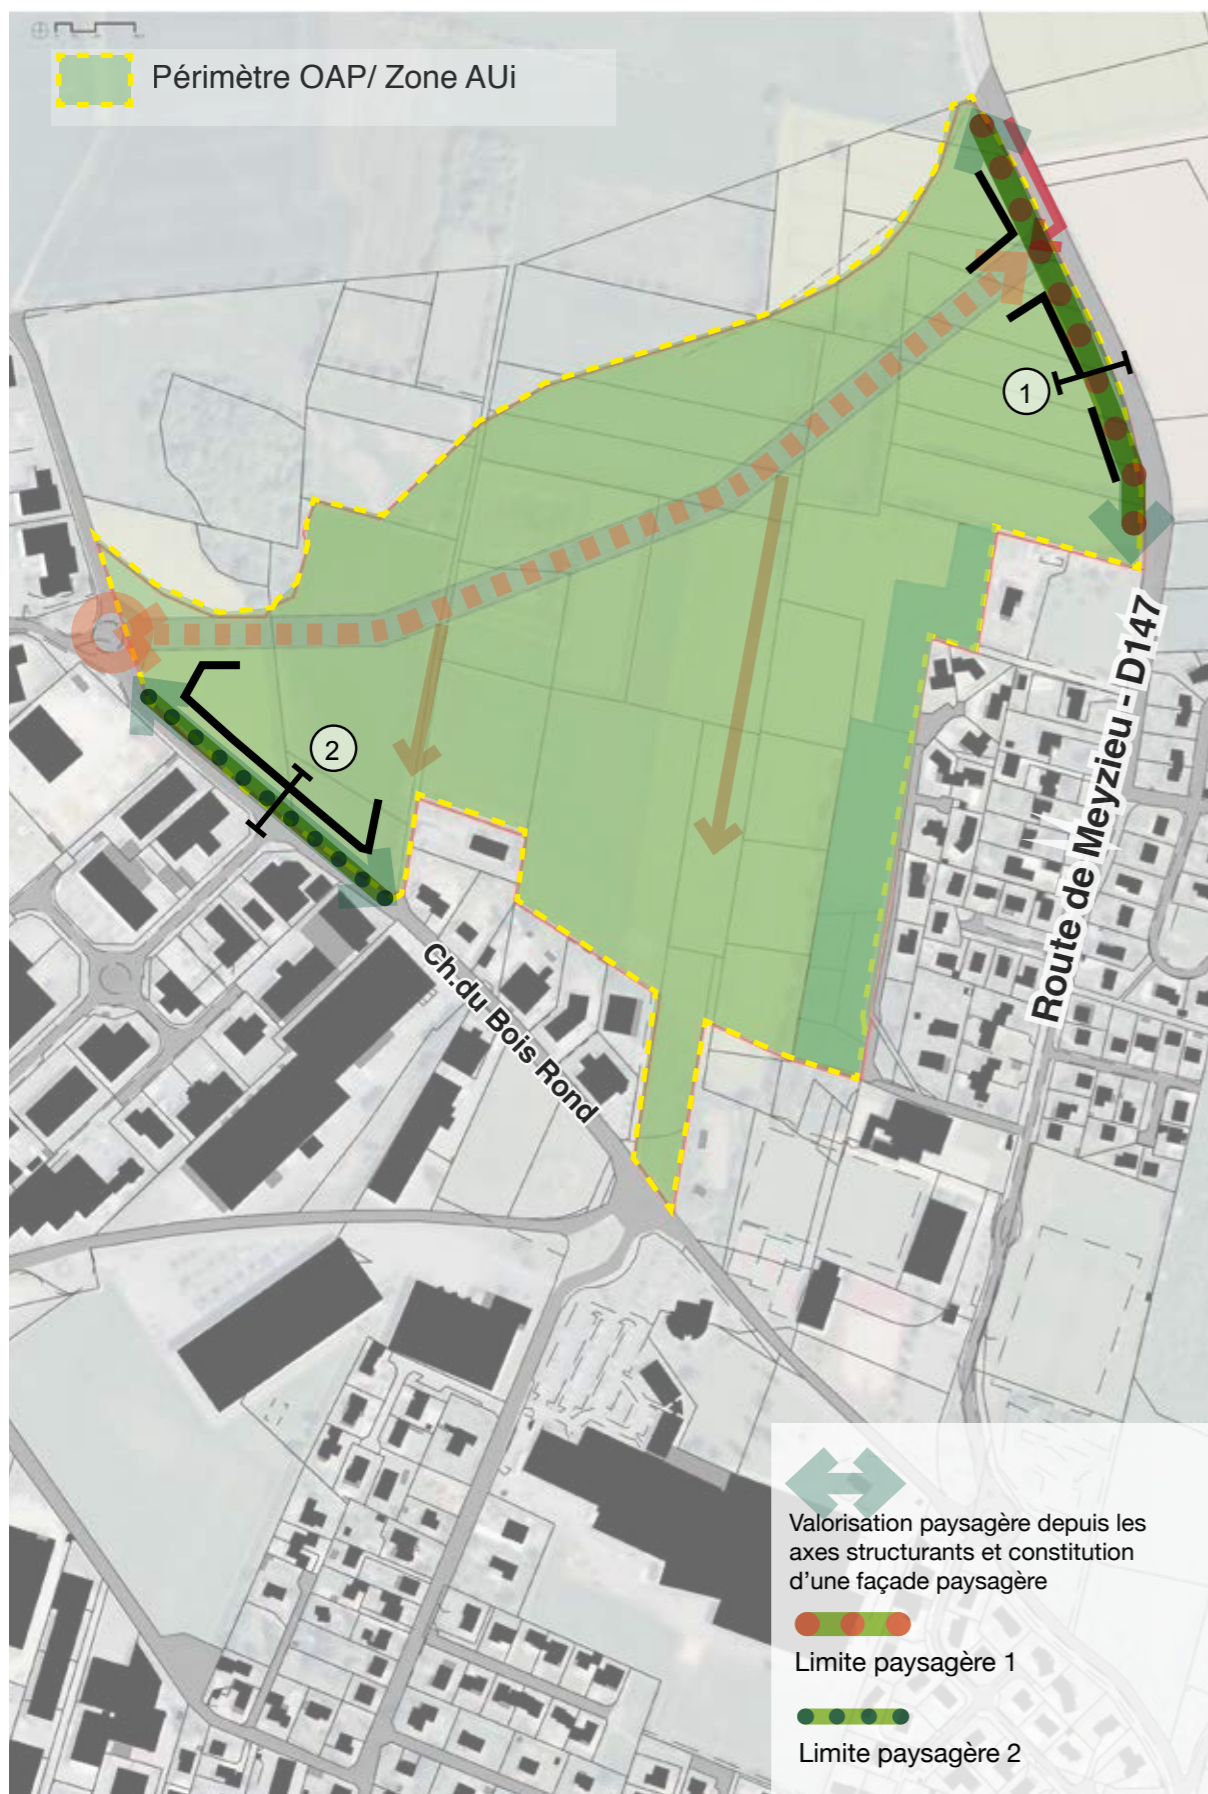 Périmètre OAP/ Zone AUi
1
2
Route de Meyzieu - D147
Ch.du Bois Rond
Valorisation paysagère depuis les
axes structurants et constitution
d'une façade paysagère
Limite paysagère 1
Limite paysagère 2